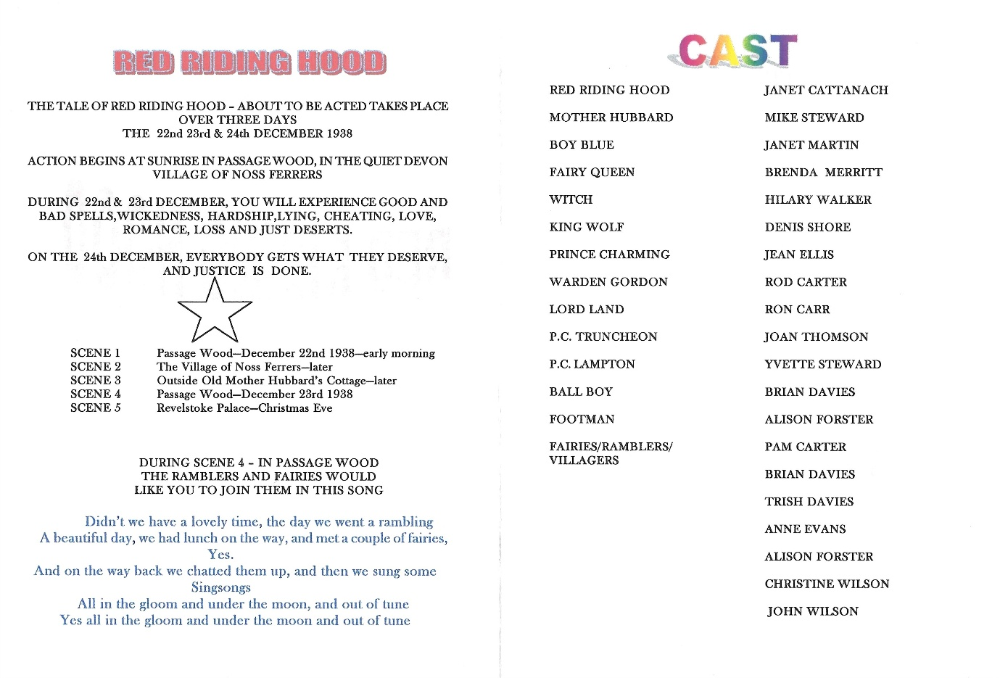 RED RIDING HOOD
THE TALE OF RED RIDING HOOD – ABOUT TO BE ACTED TAKES PLACE
OVER THREE DAYS
THE 22nd 23rd & 24th DECEMBER 1938
ACTION BEGINS AT SUNRISE IN PASSAGE WOOD, IN THE QUIET DEVON
VILLAGE OF NOSS FERRERS
DURING 22nd & 23rd DECEMBER, YOU WILL EXPERIENCE GOOD AND
BAD SPELLS,WICKEDNESS, HARDSHIP,LYING, CHEATING, LOVE,
ROMANCE, LOSS AND JUST DESERTS.
ON THE 24th DECEMBER, EVERYBODY GETS WHAT THEY DESERVE,
AND JUSTICE IS DONE.
SCENE 1 Passage Wood—December 22nd 1938—early morning
SCENE 2 The Village of Noss Ferrers—later
SCENE 3 Outside Old Mother Hubbard's Cottage—later
SCENE 4 Passage Wood—December 23rd 1938
SCENE 5 Revelstoke Palace—Christmas Eve
DURING SCENE 4 – IN PASSAGE WOOD
THE RAMBLERS AND FAIRIES WOULD
LIKE YOU TO JOIN THEM IN THIS SONG
Didn't we have a lovely time, the day we went a rambling
A beautiful day, we had lunch on the way, and met a couple of fairies,
Yes.
And on the way back we chatted them up, and then we sung some
Singsongs
All in the gloom and under the moon, and out of tune
Yes all in the gloom and under the moon and out of tune
CAST
RED RIDING HOOD JANET CATTANACH
MOTHER HUBBARD MIKE STEWARD
BOY BLUE JANET MARTIN
FAIRY QUEEN BRENDA MERRITT
WITCH HILARY WALKER
KING WOLF DENIS SHORE
PRINCE CHARMING JEAN ELLIS
WARDEN GORDON ROD CARTER
LORD LAND RON CARR
P.C. TRUNCHEON JOAN THOMSON
P.C. LAMPTON YVETTE STEWARD
BALL BOY BRIAN DAVIES
FOOTMAN ALISON FORSTER
FAIRIES/RAMBLERS/ PAM CARTER
VILLAGERS
BRIAN DAVIES
TRISH DAVIES
ANNE EVANS
ALISON FORSTER
CHRISTINE WILSON
JOHN WILSON